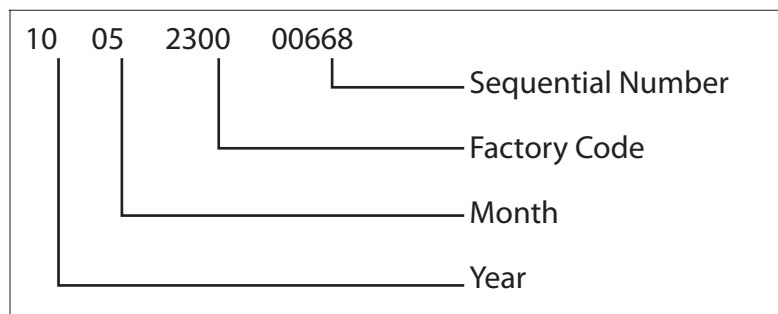 10 05 2300 00668
Sequential Number
Factory Code
Month
Year